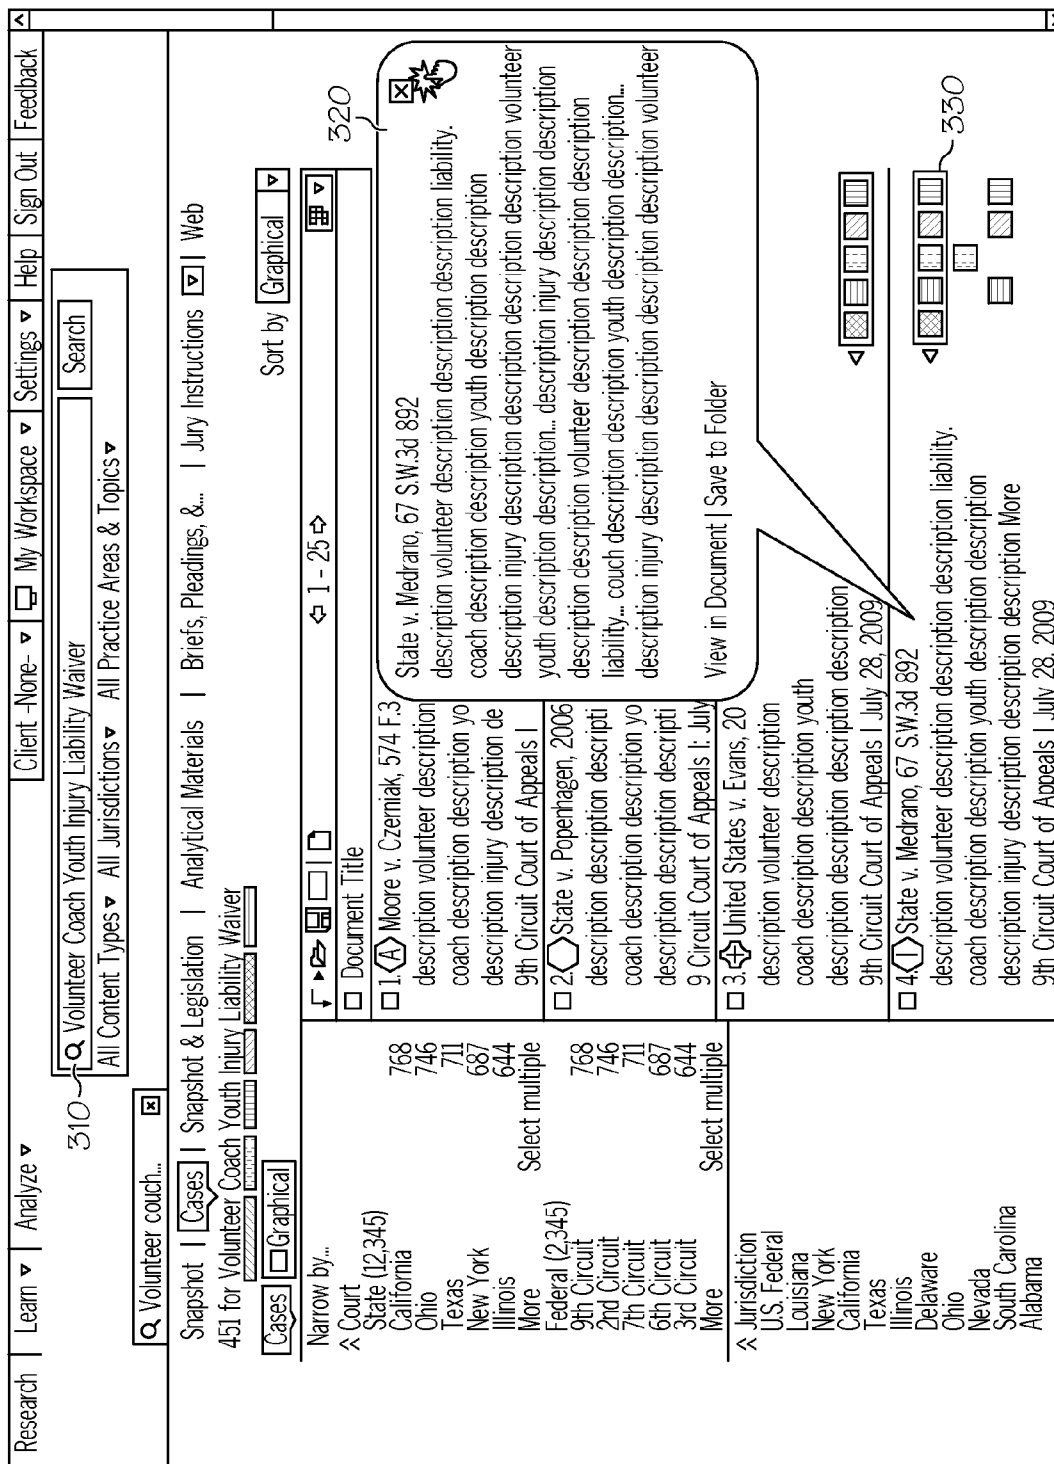 Research | Learn | Analyze
Client -None- | My Workspace | Settings | Help | Sign Out | Feedback
310
Volunteer Coach Youth Injury Liability Waiver
Search
All Content Types All Jurisdictions All Practice Areas & Topics
Volunteer couch...
Snapshot | Cases | Snapshot & Legislation | Analytical Materials | Briefs, Pleadings, &... | Jury Instructions | Web
451 for Volunteer Coach Youth Injury Liability Waiver
Cases Graphical
Sort by Graphical
Narrow by...
Court
State (12,345)
California 768
Ohio 746
Texas 711
New York 687
Illinois 644
More Select multiple
Federal (2,345)
9th Circuit 768
2nd Circuit 746
7th Circuit 711
6th Circuit 687
3rd Circuit 644
More Select multiple
Jurisdiction
U.S. Federal
Louisiana
New York
California
Texas
Illinois
Delaware
Ohio
Nevada
South Carolina
Alabama
1 - 25
Document Title
1. A Moore v. Czerniak, 574 F.3
description volunteer description
coach description description yo
description injury description de
9th Circuit Court of Appeals I
2. State v. Popenhagen, 2006
description description descripti
coach description description yo
description description descripti
9 Circuit Court of Appeals I: July
3. United States v. Evans, 20
description volunteer description
coach description description youth
description description description description
9th Circuit Court of Appeals I July 28, 2009
4. I State v. Medrano, 67 S.W.3d 892
description volunteer description description description liability.
coach description description youth description description
description injury description description description More
9th Circuit Court of Appeals I July 28, 2009
320
State v. Medrano, 67 S.W.3d 892
description volunteer description description description description liability.
coach description description youth description description
description injury description description description description description volunteer
youth description description... description injury description description
description description volunteer description description description description
liability... couch description description youth description description...
description injury description description description description description volunteer
View in Document | Save to Folder
330